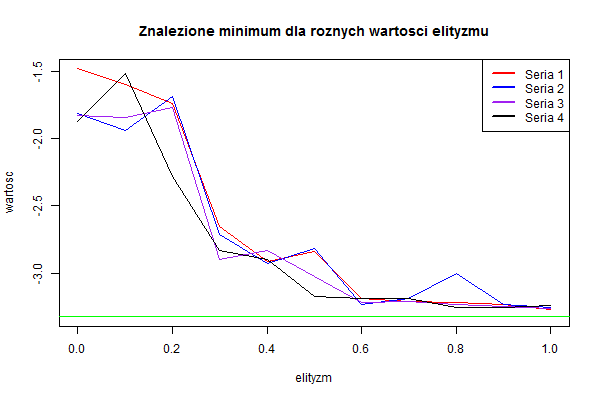 Znalezione minimum dla roznych wartosci elityzmu
Seria 1
Seria 2
Seria 3
Seria 4
wartosc
-1.5
-2.0
-2.5
-3.0
0.0 0.2 0.4 0.6 0.8 1.0
elityzm